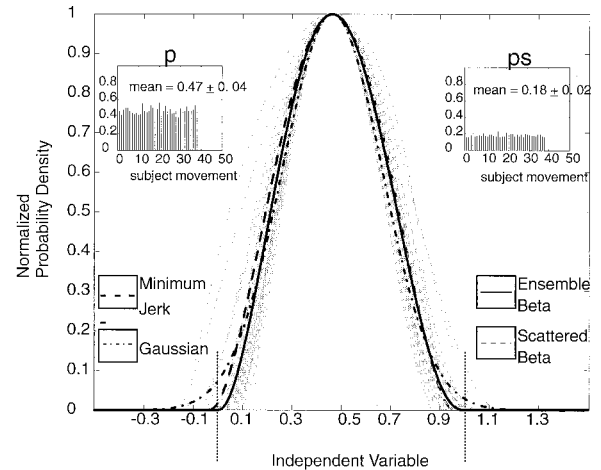 1
0.9
0.8
0.7
0.6
0.5
0.4
0.3
0.2
0.1
0
Normalized
Probability Density
p
0.8
0.6
0.4
0.2
0
mean = 0.47 ± 0. 04
0 10 20 30 40 50
subject movement
ps
0.8
0.6
0.4
0.2
0
mean = 0.18 ± 0. 02
0 10 20 30 40 50
subject movement
Minimum
Jerk
Gaussian
Ensemble
Beta
Scattered
Beta
-0.3 -0.1 0.1 0.3 0.5 0.7 0.9 1.1 1.3
Independent Variable